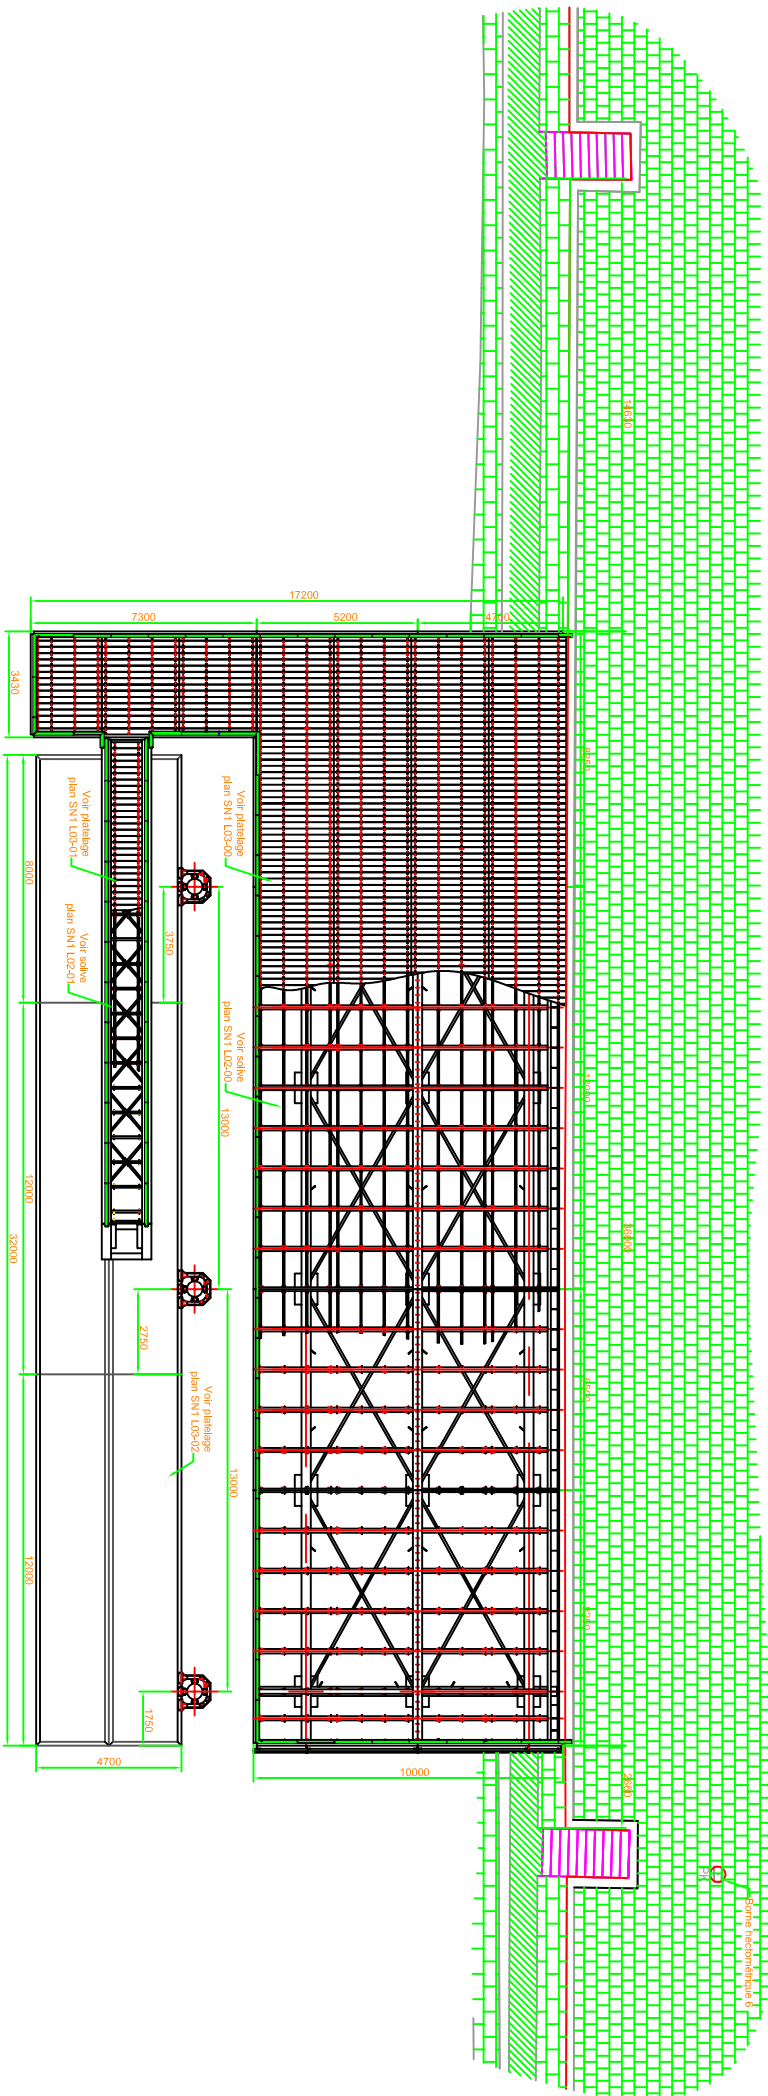 14630
17200
7300
5200
4700
3430
Voir platelage
plan SN1 L03-01
Voir platelage
plan SN1 L03-00
8000
3750
Voir solive
plan SN1 L02-01
Voir solive
plan SN1 L02-00
13000
12000
32000
2750
Voir platelage
plan SN1 L03-02
13000
12000
1750
4700
10000
Borne hectométrique 6